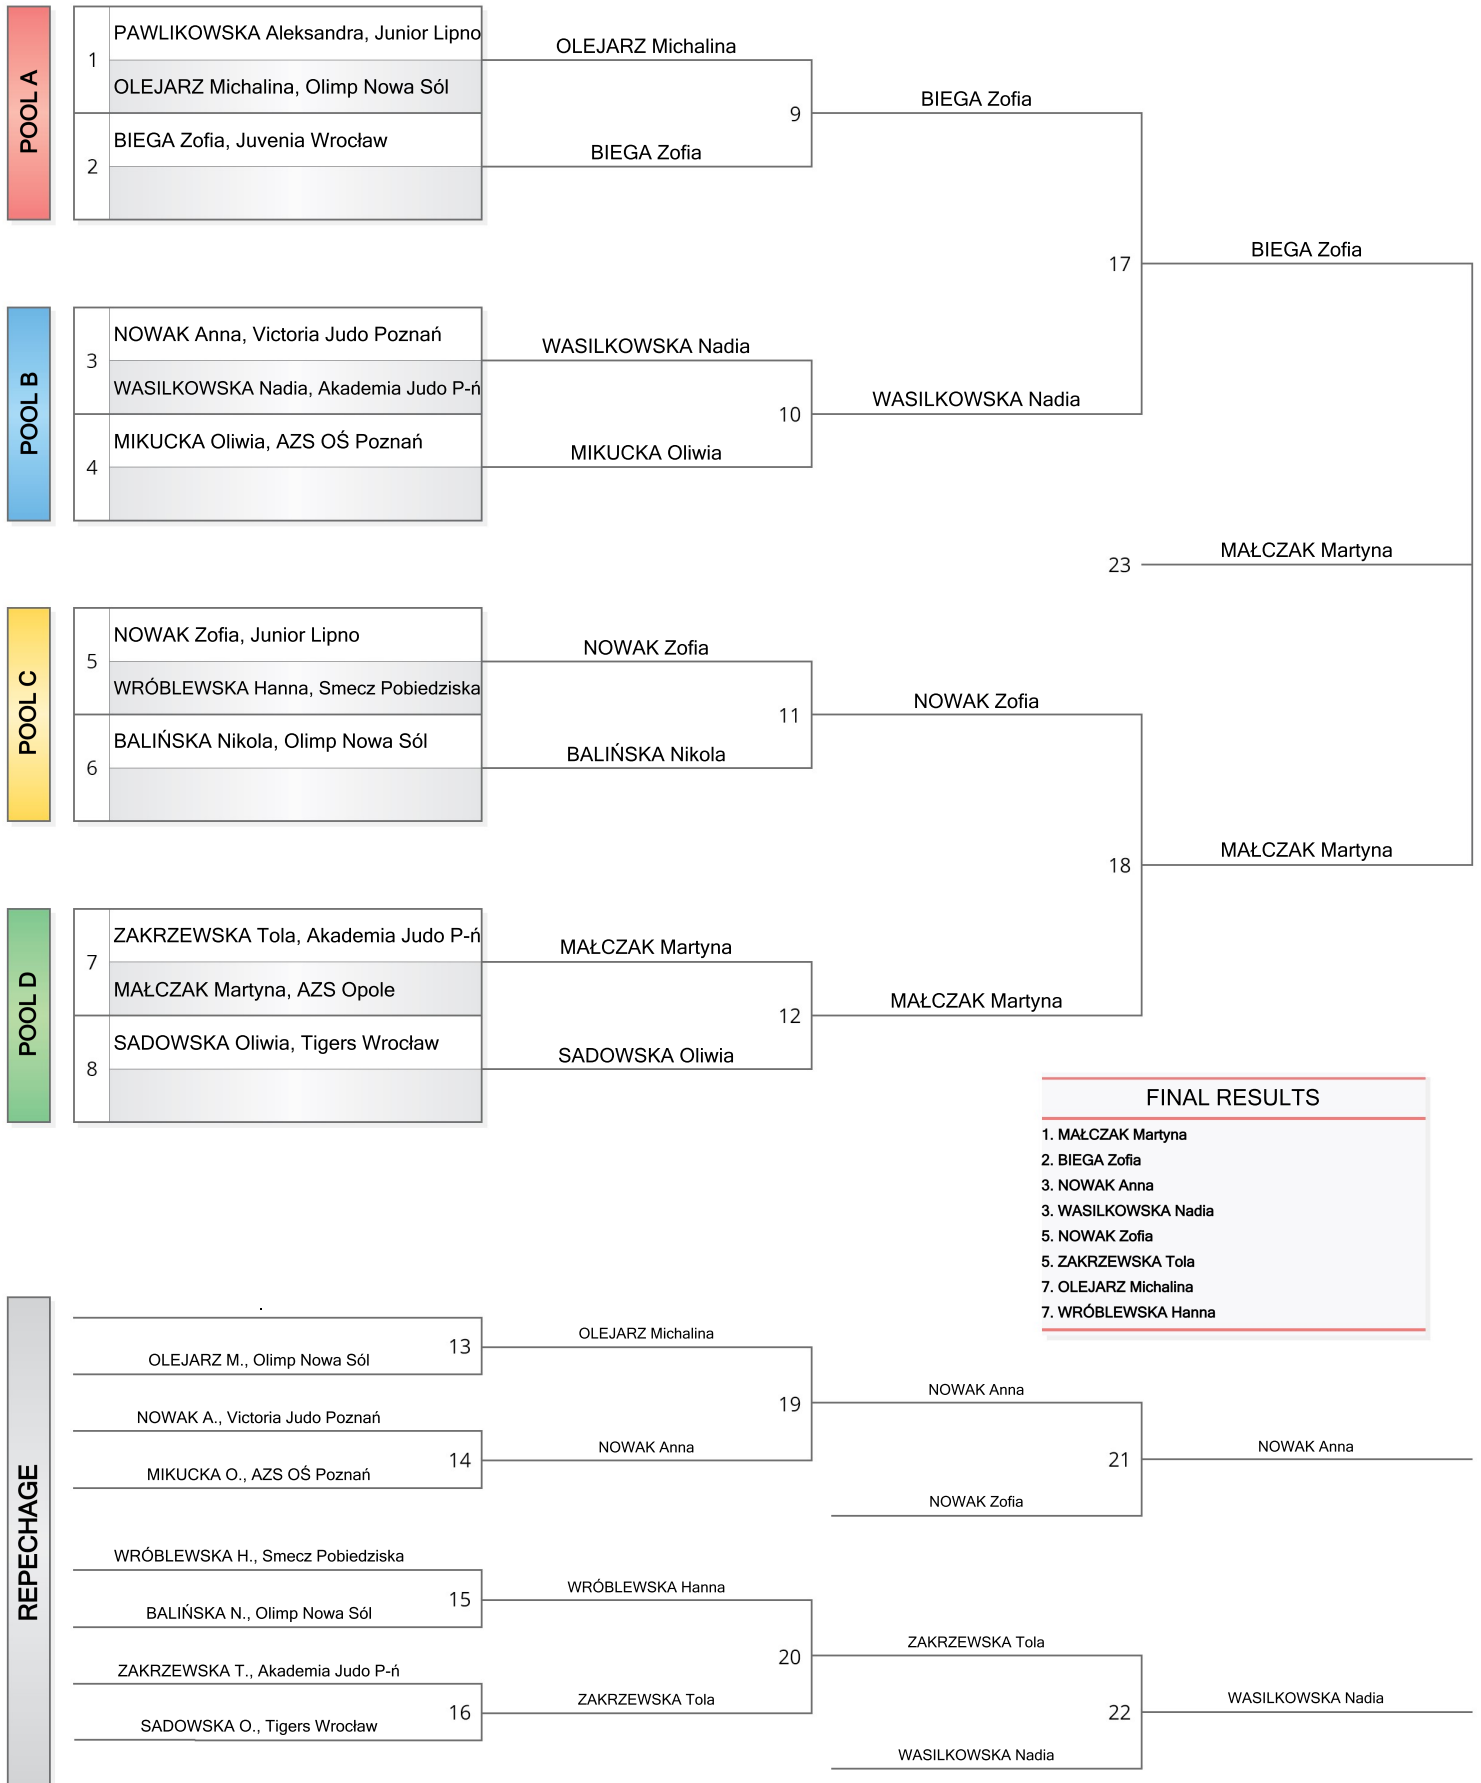 POOL A
1
PAWLIKOWSKA Aleksandra, Junior Lipno
OLEJARZ Michalina, Olimp Nowa Sól
2
BIEGA Zofia, Juvenia Wrocław
OLEJARZ Michalina
BIEGA Zofia
9
BIEGA Zofia
17
BIEGA Zofia
POOL B
3
NOWAK Anna, Victoria Judo Poznań
WASILKOWSKA Nadia, Akademia Judo P-ń
4
MIKUCKA Oliwia, AZS OŚ Poznań
WASILKOWSKA Nadia
MIKUCKA Oliwia
10
WASILKOWSKA Nadia
23
MAŁCZAK Martyna
POOL C
5
NOWAK Zofia, Junior Lipno
WRÓBLEWSKA Hanna, Smecz Pobiedziska
6
BALIŃSKA Nikola, Olimp Nowa Sól
NOWAK Zofia
BALIŃSKA Nikola
11
NOWAK Zofia
18
MAŁCZAK Martyna
POOL D
7
ZAKRZEWSKA Tola, Akademia Judo P-ń
MAŁCZAK Martyna, AZS Opole
8
SADOWSKA Oliwia, Tigers Wrocław
MAŁCZAK Martyna
SADOWSKA Oliwia
12
MAŁCZAK Martyna
FINAL RESULTS
1. MAŁCZAK Martyna
2. BIEGA Zofia
3. NOWAK Anna
3. WASILKOWSKA Nadia
5. NOWAK Zofia
5. ZAKRZEWSKA Tola
7. OLEJARZ Michalina
7. WRÓBLEWSKA Hanna
REPECHAGE
.
OLEJARZ M., Olimp Nowa Sól
13
OLEJARZ Michalina
NOWAK A., Victoria Judo Poznań
MIKUCKA O., AZS OŚ Poznań
14
NOWAK Anna
19
NOWAK Anna
NOWAK Zofia
21
NOWAK Anna
WRÓBLEWSKA H., Smecz Pobiedziska
BALIŃSKA N., Olimp Nowa Sól
15
WRÓBLEWSKA Hanna
ZAKRZEWSKA T., Akademia Judo P-ń
SADOWSKA O., Tigers Wrocław
16
ZAKRZEWSKA Tola
20
ZAKRZEWSKA Tola
WASILKOWSKA Nadia
22
WASILKOWSKA Nadia